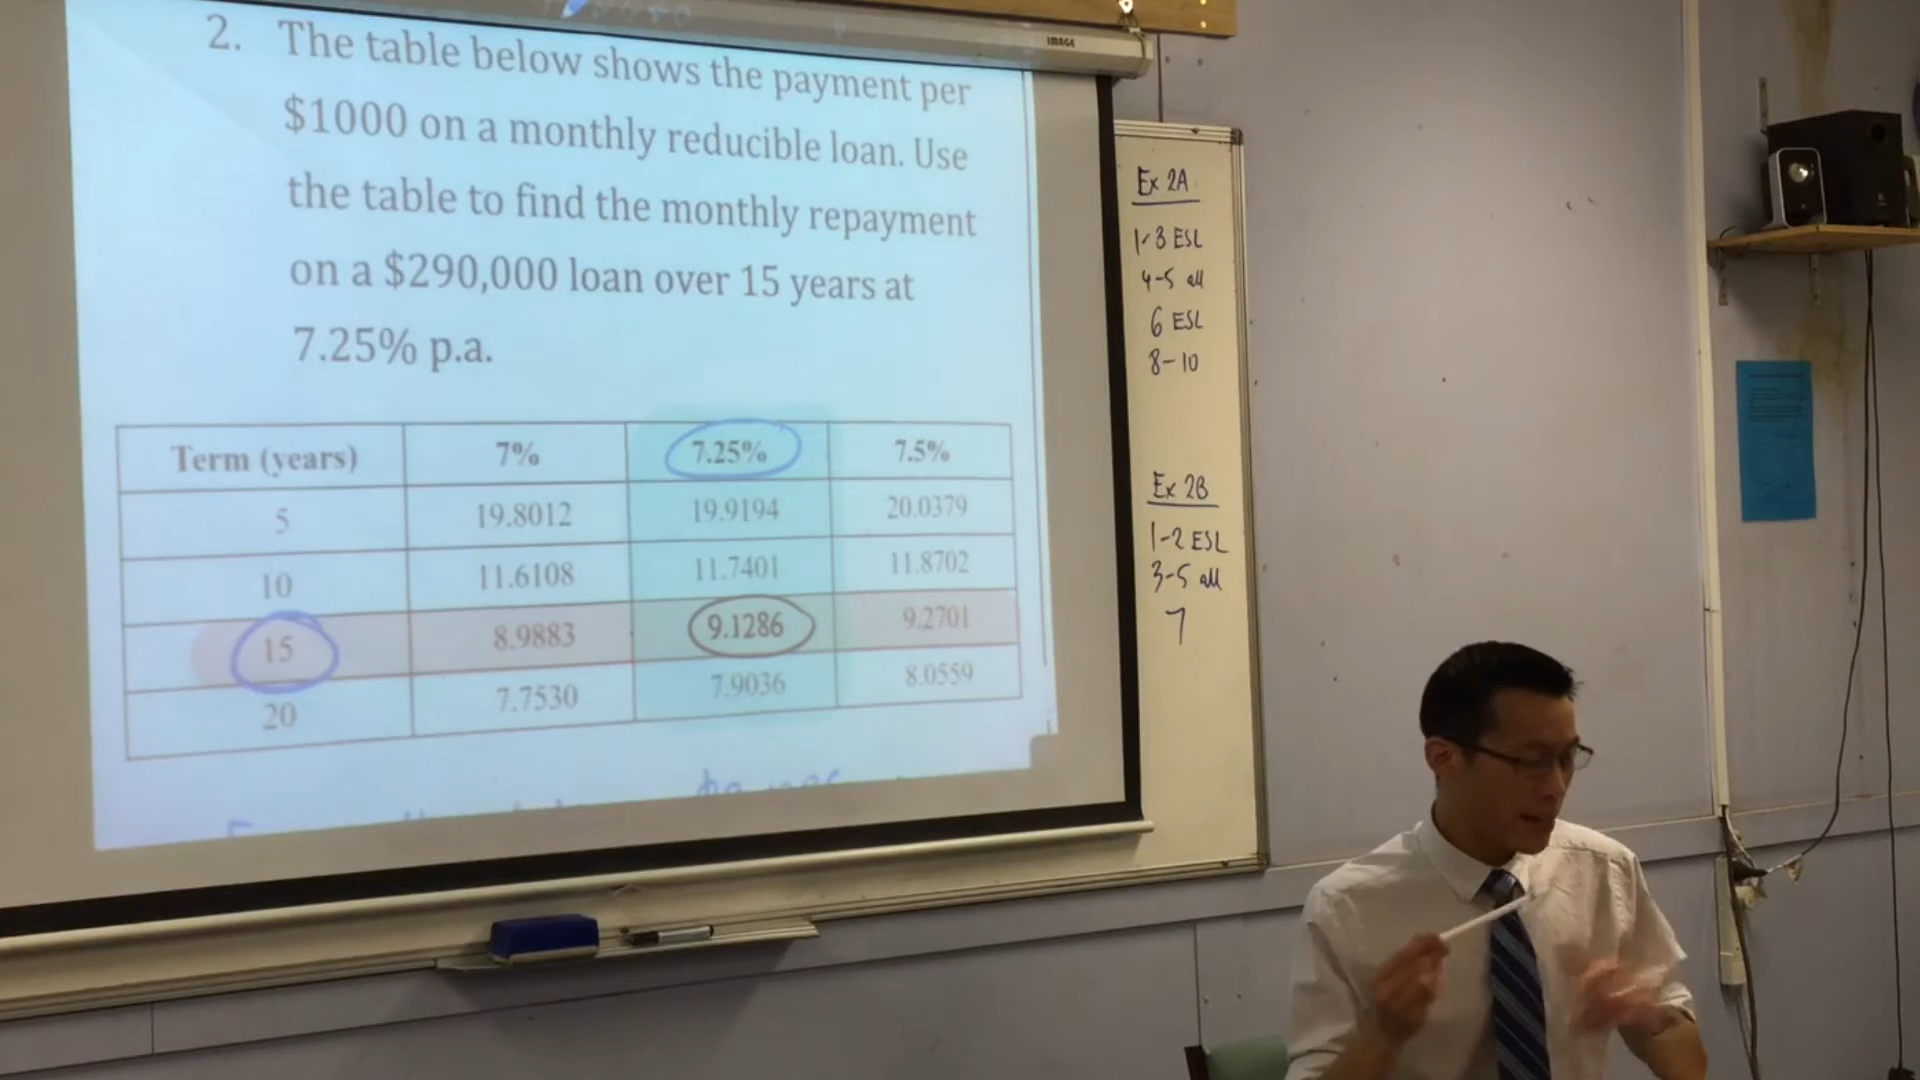 IMAGE
2. The table below shows the payment per
$1000 on a monthly reducible loan. Use
the table to find the monthly repayment
on a $290,000 loan over 15 years at
7.25% p.a.
Term (years) 7% 7.25% 7.5%
5 19.8012 19.9194 20.0379
10 11.6108 11.7401 11.8702
15 8.9883 9.1286 9.2701
20 7.7530 7.9036 8.0559
Ex 2A
1-3 ESL
4-5 all
6 ESL
8-10
Ex 2B
1-2 ESL
3-5 all
7